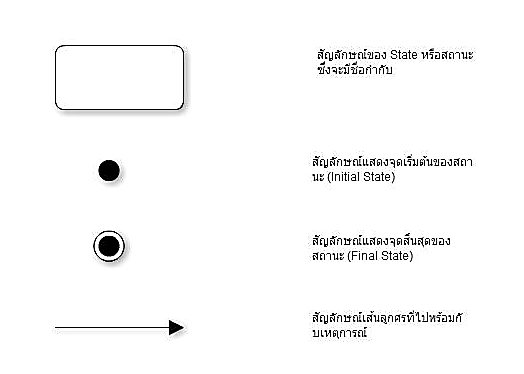 สัญลักษณ์ของ State หรือสถานะ
ซึ่งจะมีชื่อกำกับ
สัญลักษณ์แสดงจุดเริ่มต้นของสถา
นะ (Initial State)
สัญลักษณ์แสดงจุดสิ้นสุดของ
สถานะ (Final State)
สัญลักษณ์เส้นลูกศรที่ไปพร้อมกั
บเหตุการณ์